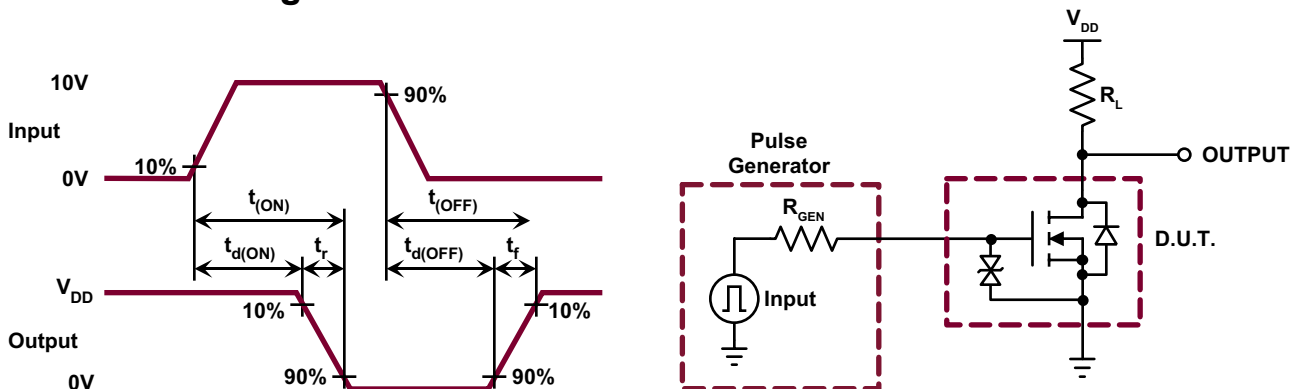 10V
90%
Input
10%
0V
t(ON)
t(OFF)
td(ON)
tr
td(OFF)
tf
VDD
10%
10%
Output
90%
90%
0V
VDD
RL
Pulse
Generator
OUTPUT
RGEN
D.U.T.
Input